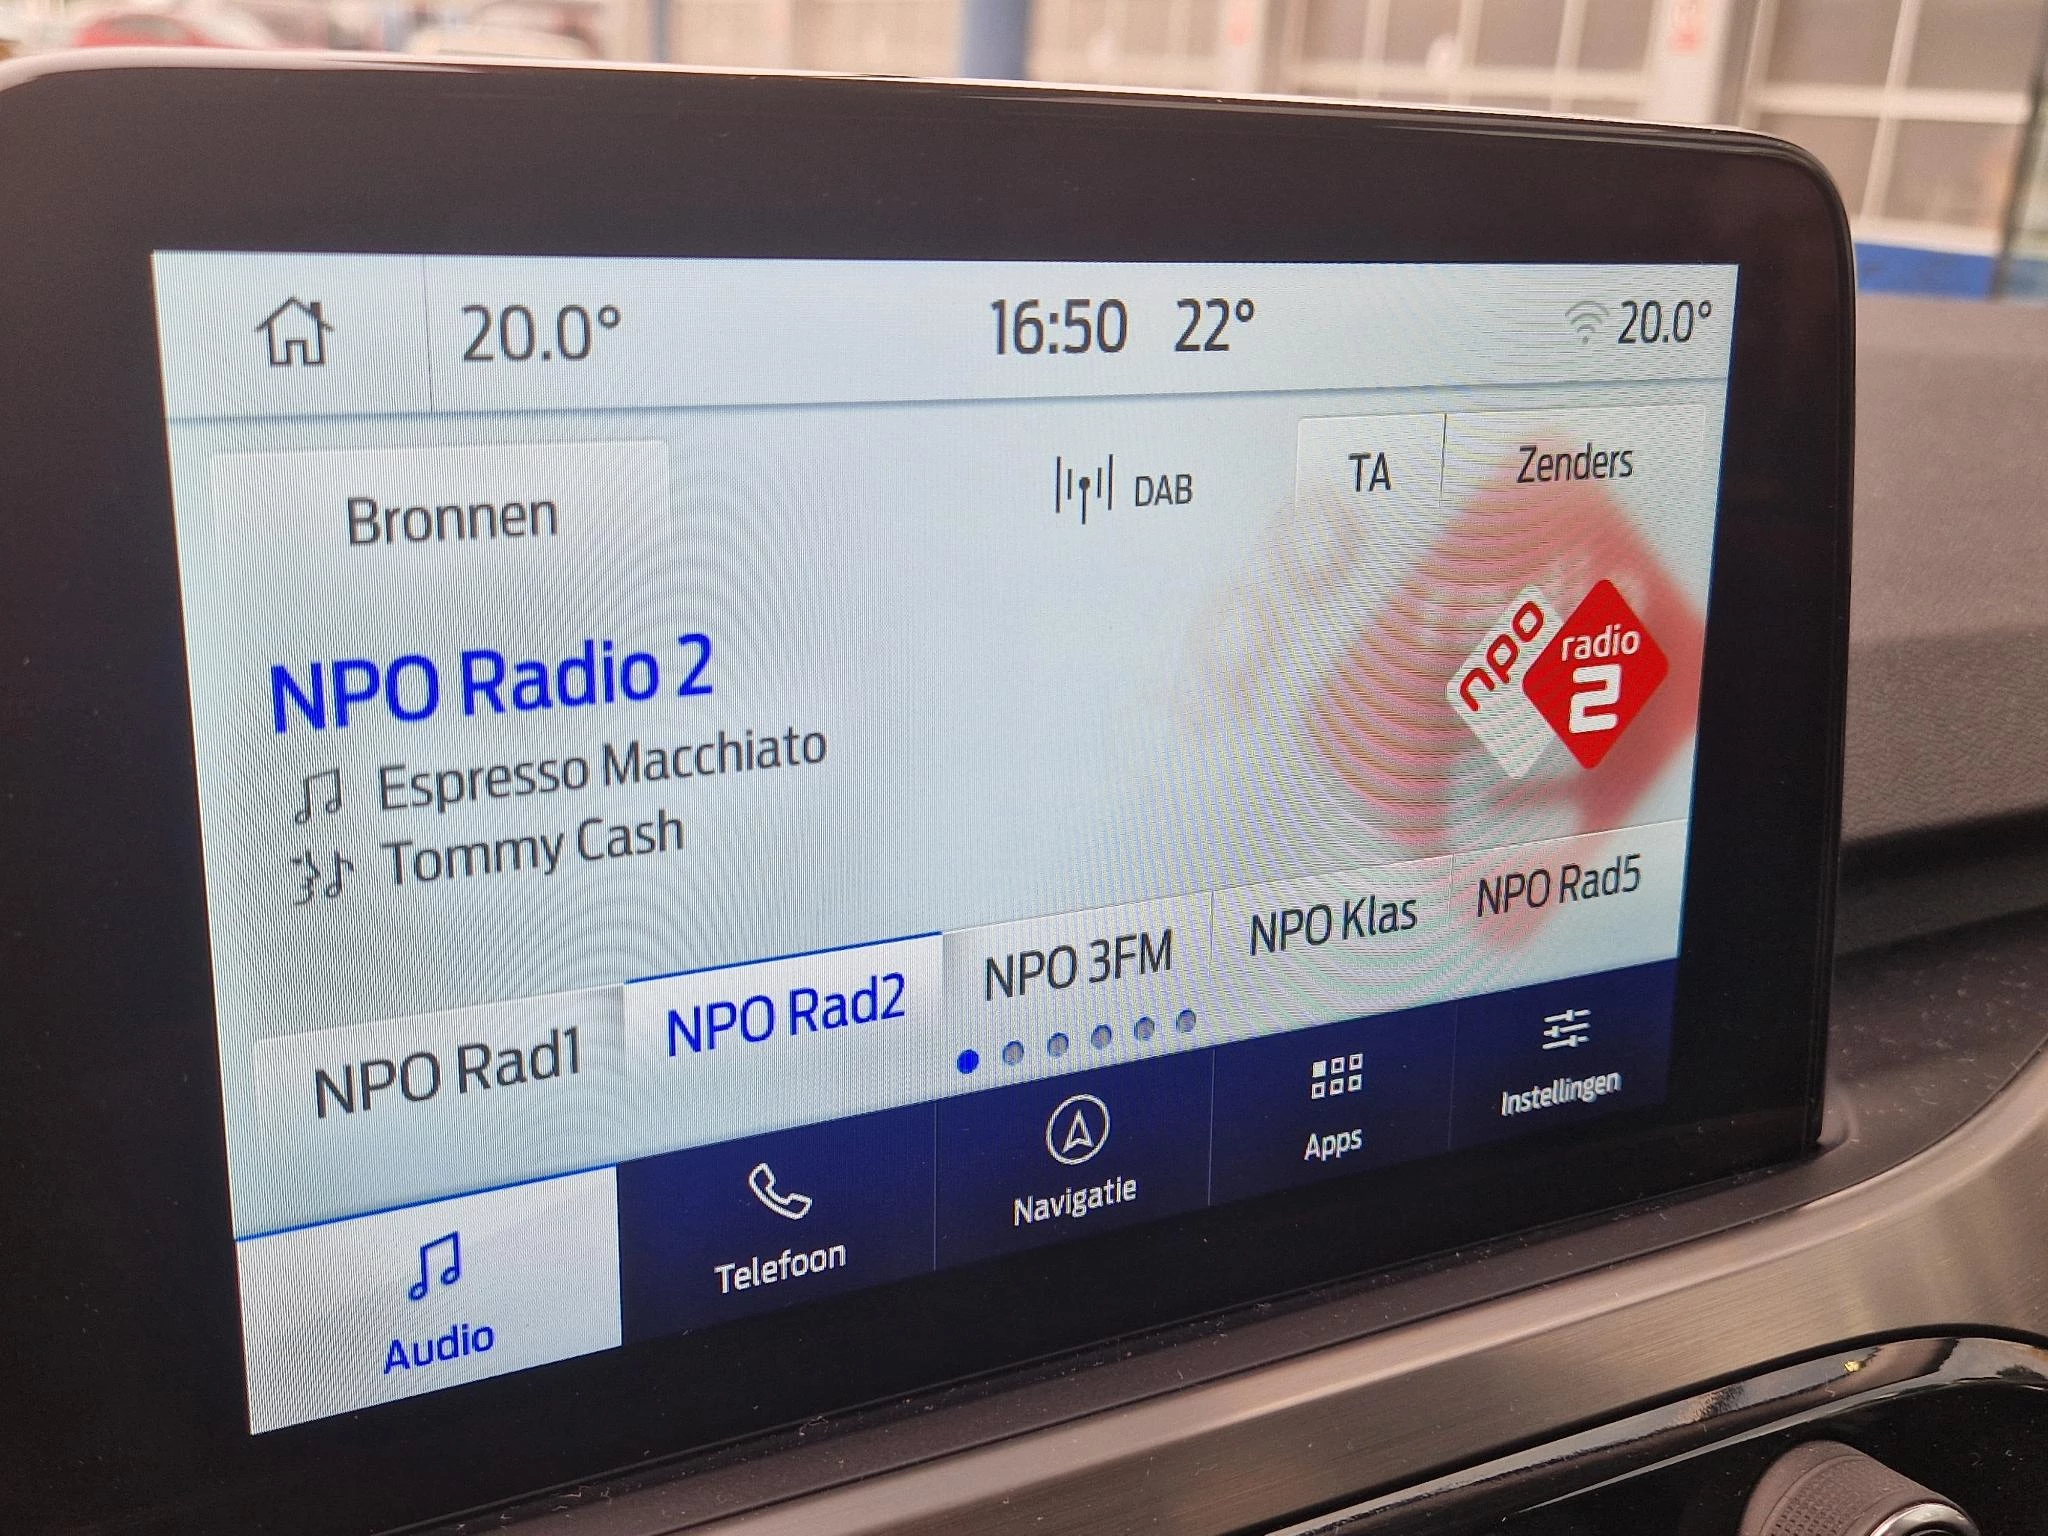 20.0°
16:50 22°
20.0°
Bronnen
DAB
TA
Zenders
NPO Radio 2
Espresso Macchiato
Tommy Cash
npo
radio
2
NPO Rad1
NPO Rad2
NPO 3FM
NPO Klas
NPO Rad5
Audio
Telefoon
Navigatie
Apps
Instellingen